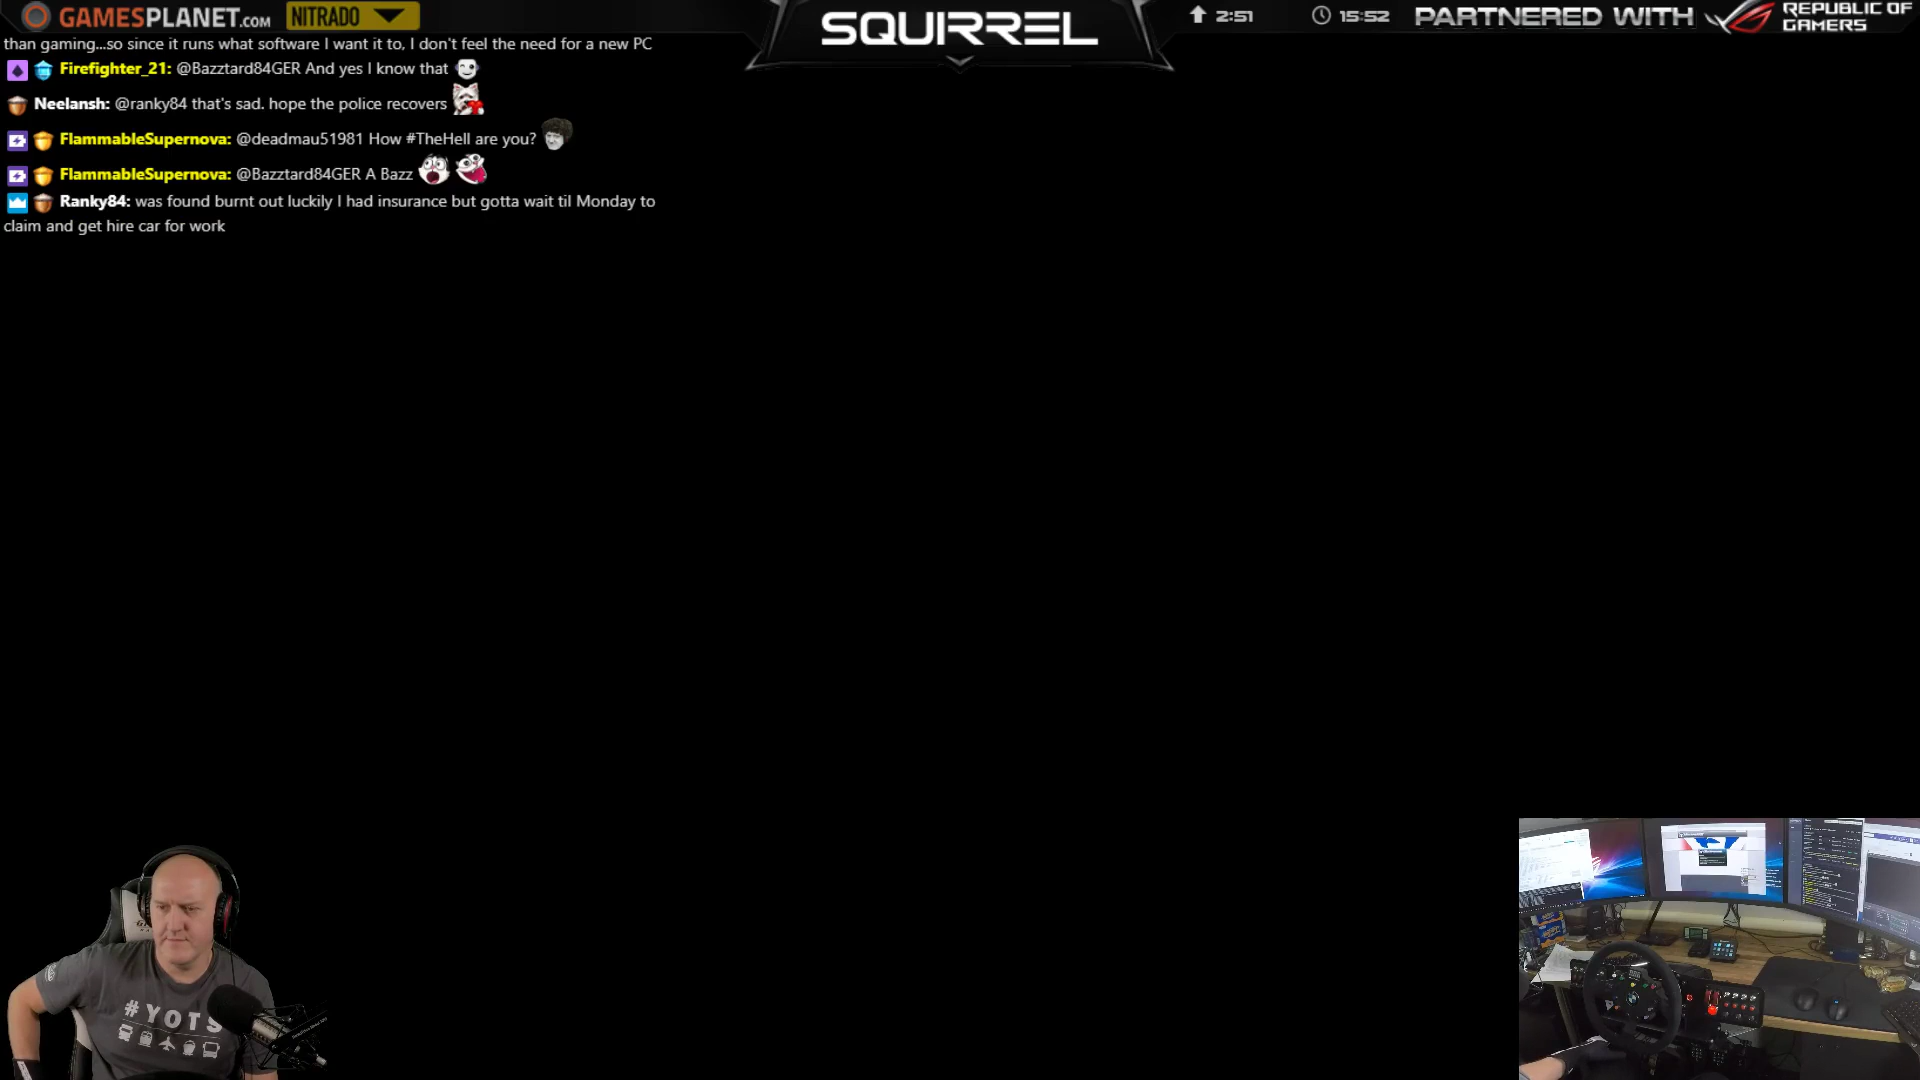 GAMESPLANET.COM NITRADO SQUIRREL 2:51 15:52 PARTNERED WITH REPUBLIC OF GAMERS
than gaming...so since it runs what software I want it to, I don't feel the need for a new PC
Firefighter_21: @Bazztard84GER And yes I know that
Neelansh: @ranky84 that's sad. hope the police recovers
FlammableSupernova: @deadmau51981 How #TheHell are you?
FlammableSupernova: @Bazztard84GER A Bazz
Ranky84: was found burnt out luckily I had insurance but gotta wait til Monday to
claim and get hire car for work
#YOTS